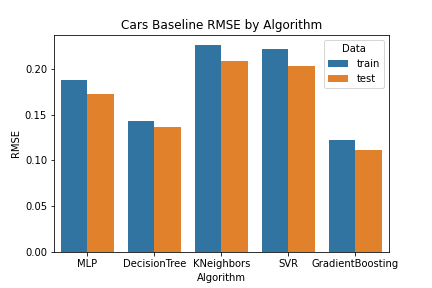 Cars Baseline RMSE by Algorithm
Data
train
test
RMSE
0.20
0.15
0.10
0.05
0.00
MLP DecisionTree KNeighbors SVR GradientBoosting
Algorithm